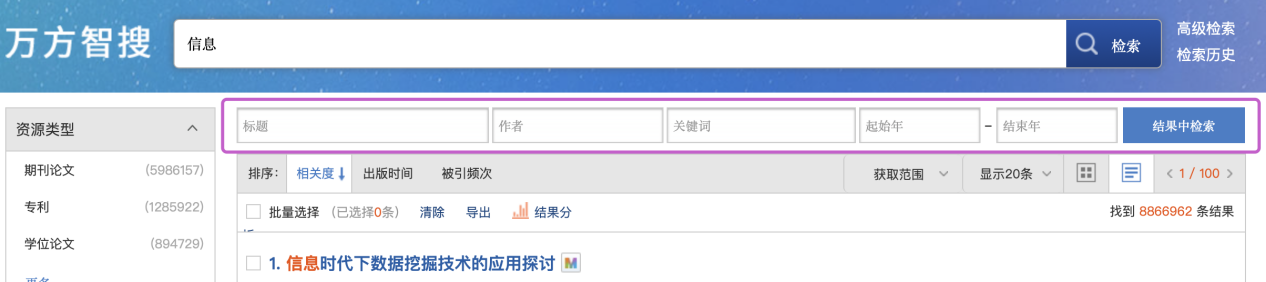 万方智搜
信息
检索
高级检索
检索历史
资源类型
期刊论文 (5986157)
专利 (1285922)
学位论文 (894729)
标题 作者 关键词 起始年 – 结束年 结果中检索
排序: 相关度 出版时间 被引频次 获取范围 显示20条 < 1 / 100 >
批量选择 (已选择0条) 清除 导出 结果分 找到 8866962 条结果
1. 信息时代下数据挖掘技术的应用探讨 M